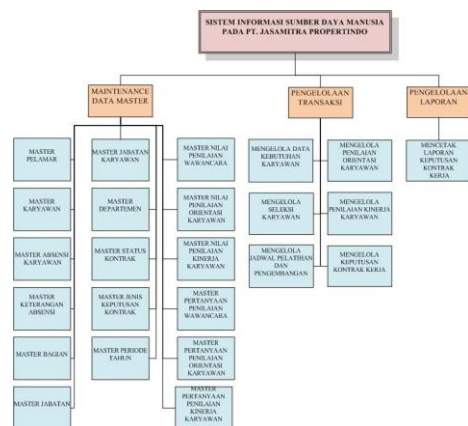 SISTEM INFORMASI SUMBER DAYA MANUSIA
PADA PT. JASAMITRA PROPERTINDO
MAINTENANCE
DATA MASTER
PENGELOLAAN
TRANSAKSI
PENGELOLAAN
LAPORAN
MASTER
PELAMAR
MASTER
KARYAWAN
MASTER ABSENSI
KARYAWAN
MASTER
KETERANGAN
ABSENSI
MASTER BAGIAN
MASTER JABATAN
MASTER JABATAN
KARYAWAN
MASTER
DEPARTEMEN
MASTER STATUS
KONTRAK
MASTER JENIS
KEPUTUSAN
KONTRAK
MASTER PERIODE
TAHUN
MASTER NILAI
PENILAIAN
WAWANCARA
MASTER NILAI
PENILAIAN
ORIENTASI
KARYAWAN
MASTER NILAI
PENILAIAN
KINERJA
KARYAWAN
MASTER
PERTANYAAN
PENILAIAN
WAWANCARA
MASTER
PERTANYAAN
PENILAIAN
ORIENTASI
KARYAWAN
MASTER
PERTANYAAN
PENILAIAN
KINERJA
KARYAWAN
MENGELOLA DATA
KEBUTUHAN
KARYAWAN
MENGELOLA
SELEKSI
KARYAWAN
MENGELOLA
JADWAL PELATIHAN
DAN
PENGEMBANGAN
MENGELOLA
PENILAIAN
ORIENTASI
KARYAWAN
MENGELOLA
PENILAIAN KINERJA
KARYAWAN
MENGELOLA
KEPUTUSAN
KONTRAK KERJA
MENCETAK
LAPORAN
KEPUTUSAN
KONTRAK
KERJA